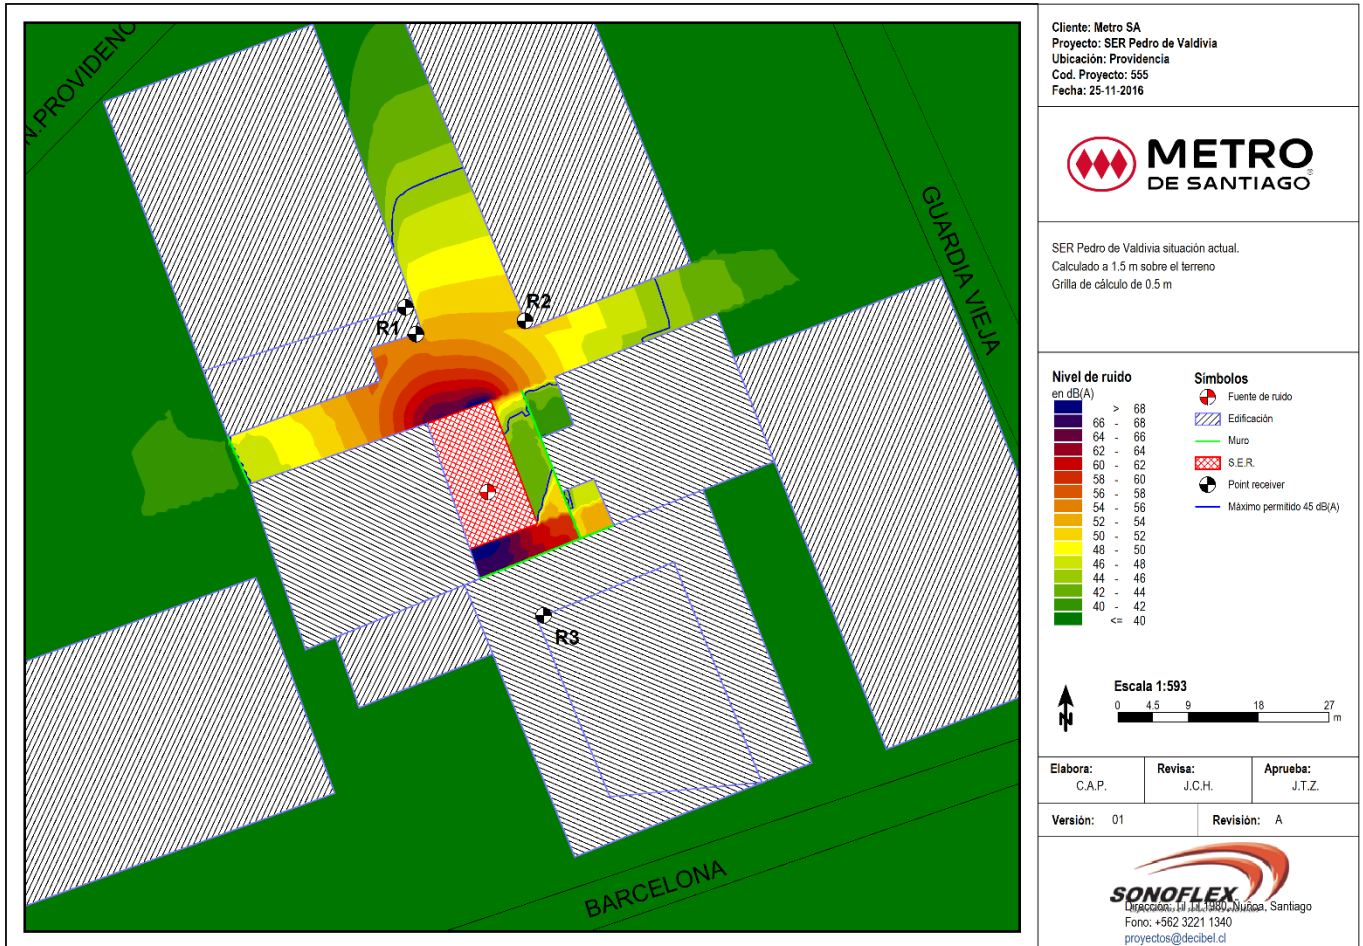 N.PROVIDENC
GUARDIA VIEJA
R1
R2
R3
BARCELONA
Cliente: Metro SA
Proyecto: SER Pedro de Valdivia
Ubicación: Providencia
Cod. Proyecto: 555
Fecha: 25-11-2016
METRO
DE SANTIAGO
SER Pedro de Valdivia situación actual.
Calculado a 1.5 m sobre el terreno
Grilla de cálculo de 0.5 m
Nivel de ruido
en dB(A)
> 68
66 - 68
64 - 66
62 - 64
60 - 62
58 - 60
56 - 58
54 - 56
52 - 54
50 - 52
48 - 50
46 - 48
44 - 46
42 - 44
40 - 42
<= 40
Símbolos
Fuente de ruido
Edificación
Muro
S.E.R.
Point receiver
Máximo permitido 45 dB(A)
N
Escala 1:593
0 4.5 9 18 27
m
Elabora:
C.A.P.
Revisa:
J.C.H.
Aprueba:
J.T.Z.
Versión: 01
Revisión: A
SONOFLEX
Dirección: 1980, Ñuñoa, Santiago
Fono: +562 3221 1340
proyectos@decibel.cl